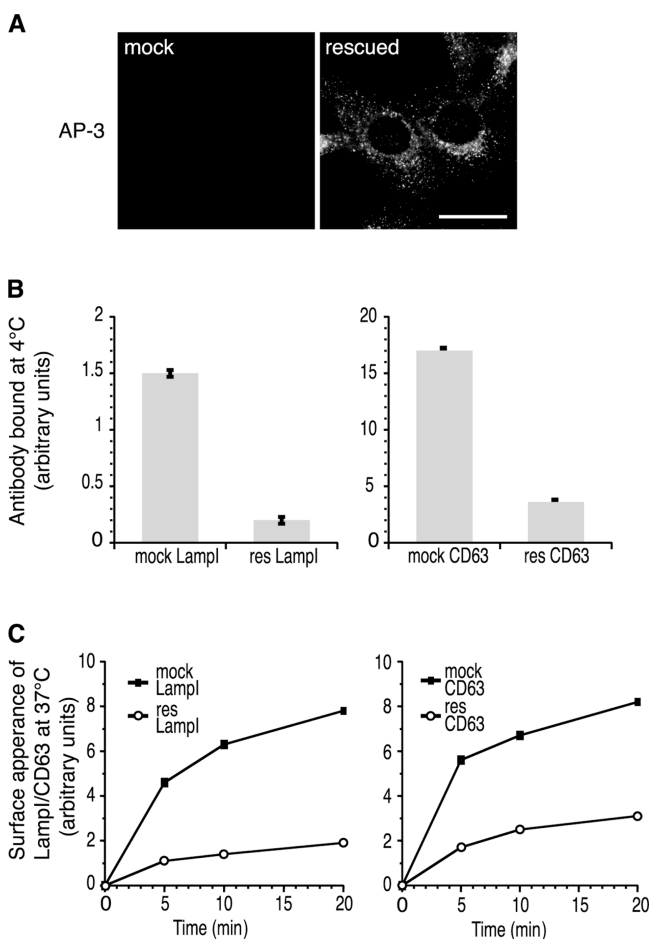 A
mock
rescued
AP-3
B
Antibody bound at 4°C
(arbitrary units)
2
1.5
1
0.5
0
mock LampI
res LampI
20
15
10
5
0
mock CD63
res CD63
C
Surface apperance of
LampI/CD63 at 37°C
(arbitrary units)
10
8
6
4
2
0
mock
LampI
res
LampI
0
5
10
15
20
Time (min)
10
8
6
4
2
0
mock
CD63
res
CD63
0
5
10
15
20
Time (min)